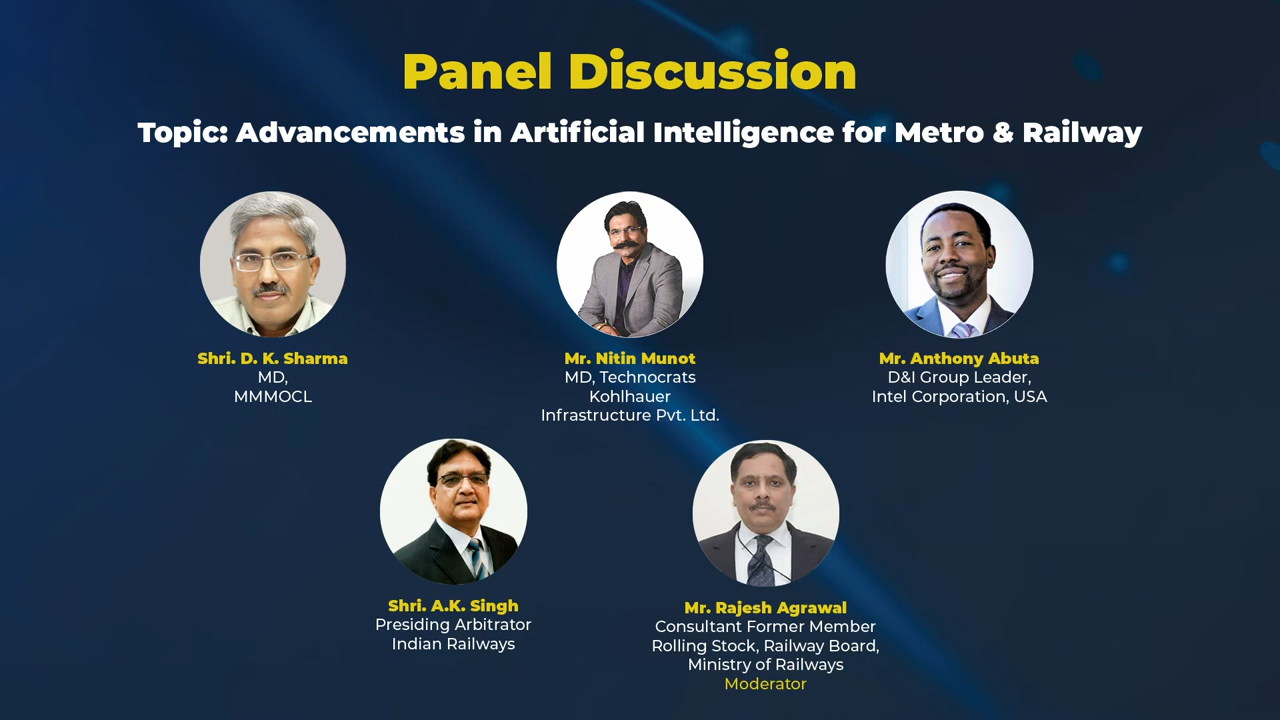 Panel Discussion
Topic: Advancements in Artificial Intelligence for Metro & Railway
Shri. D. K. Sharma
MD,
MMMOCL
Mr. Nitin Munot
MD, Technocrats
Kohlhauer
Infrastructure Pvt. Ltd.
Mr. Anthony Abuta
D&I Group Leader,
Intel Corporation, USA
Shri. A.K. Singh
Presiding Arbitrator
Indian Railways
Mr. Rajesh Agrawal
Consultant Former Member
Rolling Stock, Railway Board,
Ministry of Railways
Moderator